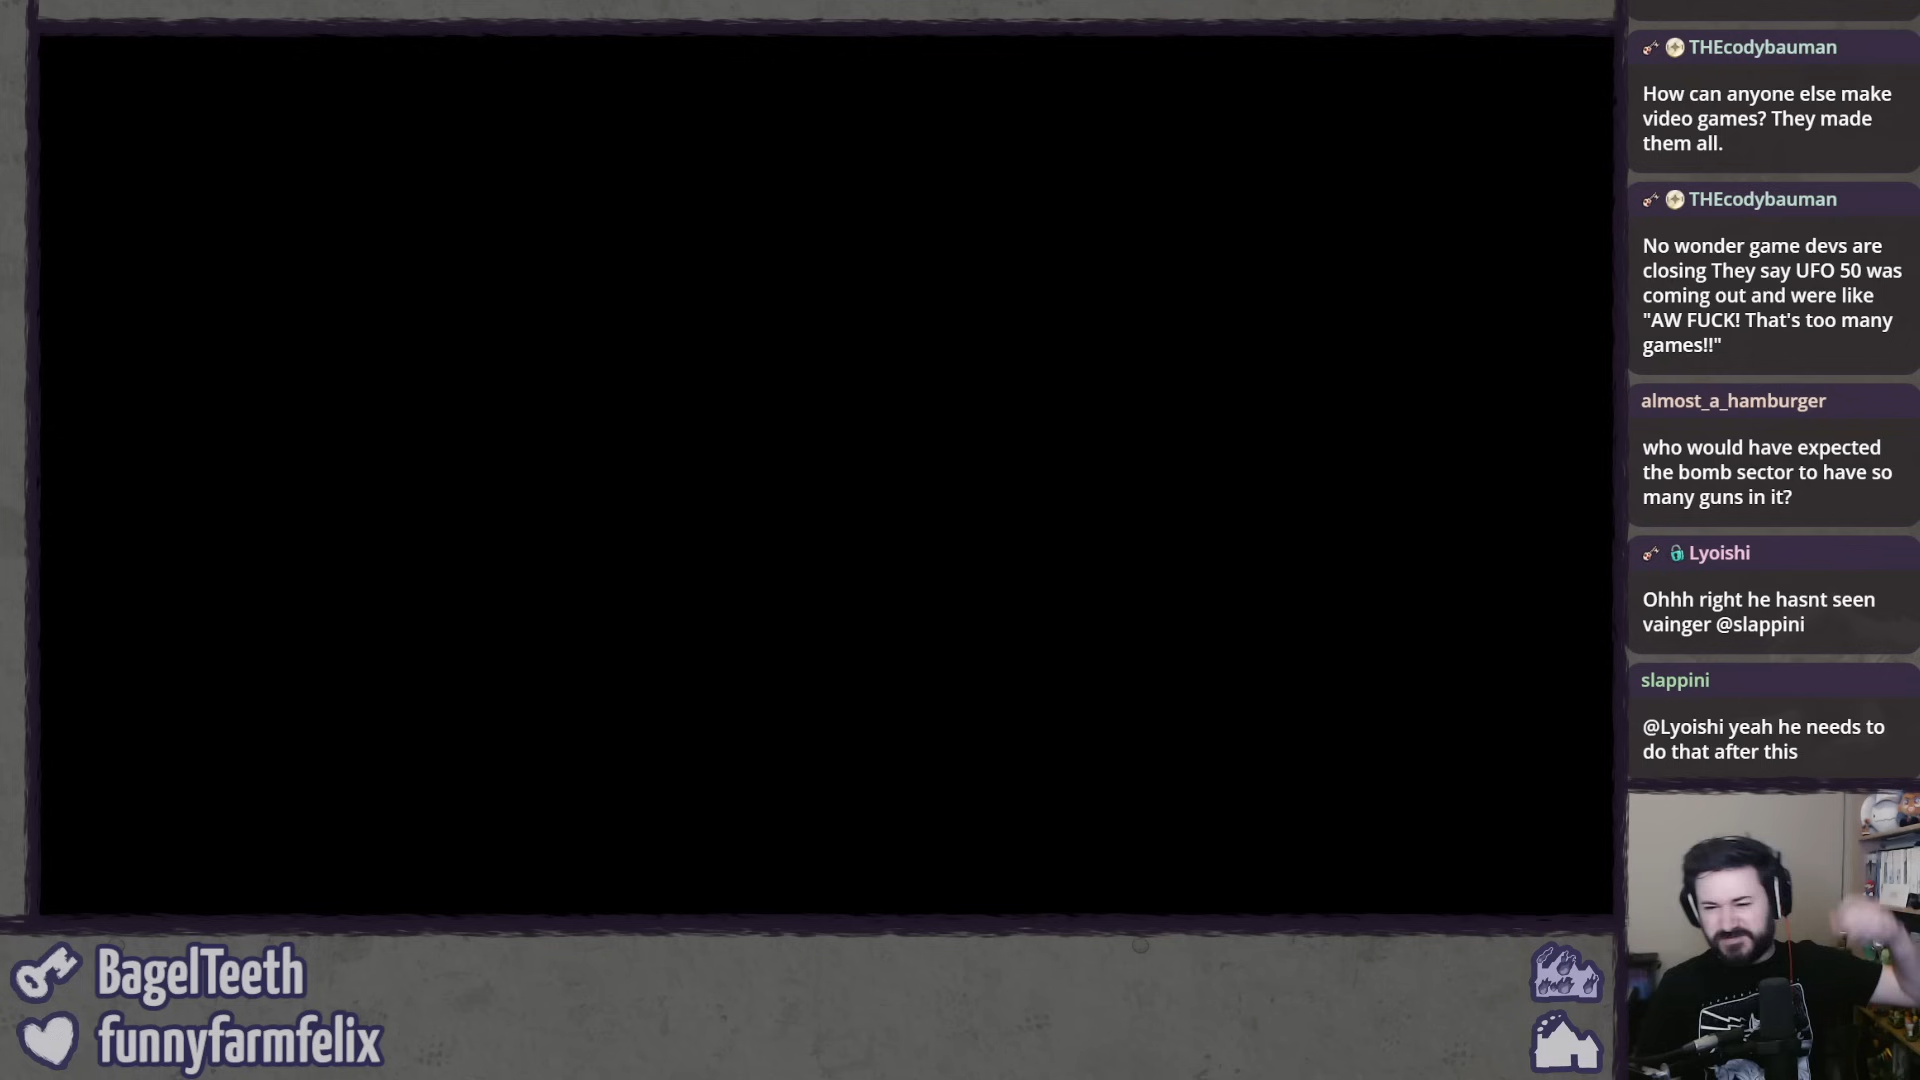 THEcodybauman
How can anyone else make
video games? They made
them all.
THEcodybauman
No wonder game devs are
closing They say UFO 50 was
coming out and were like
"AW FUCK! That's too many
games!!"
almost_a_hamburger
who would have expected
the bomb sector to have so
many guns in it?
Lyoishi
Ohhh right he hasnt seen
vainger @slappini
slappini
@Lyoishi yeah he needs to
do that after this
BagelTeeth
funnyfarmfelix